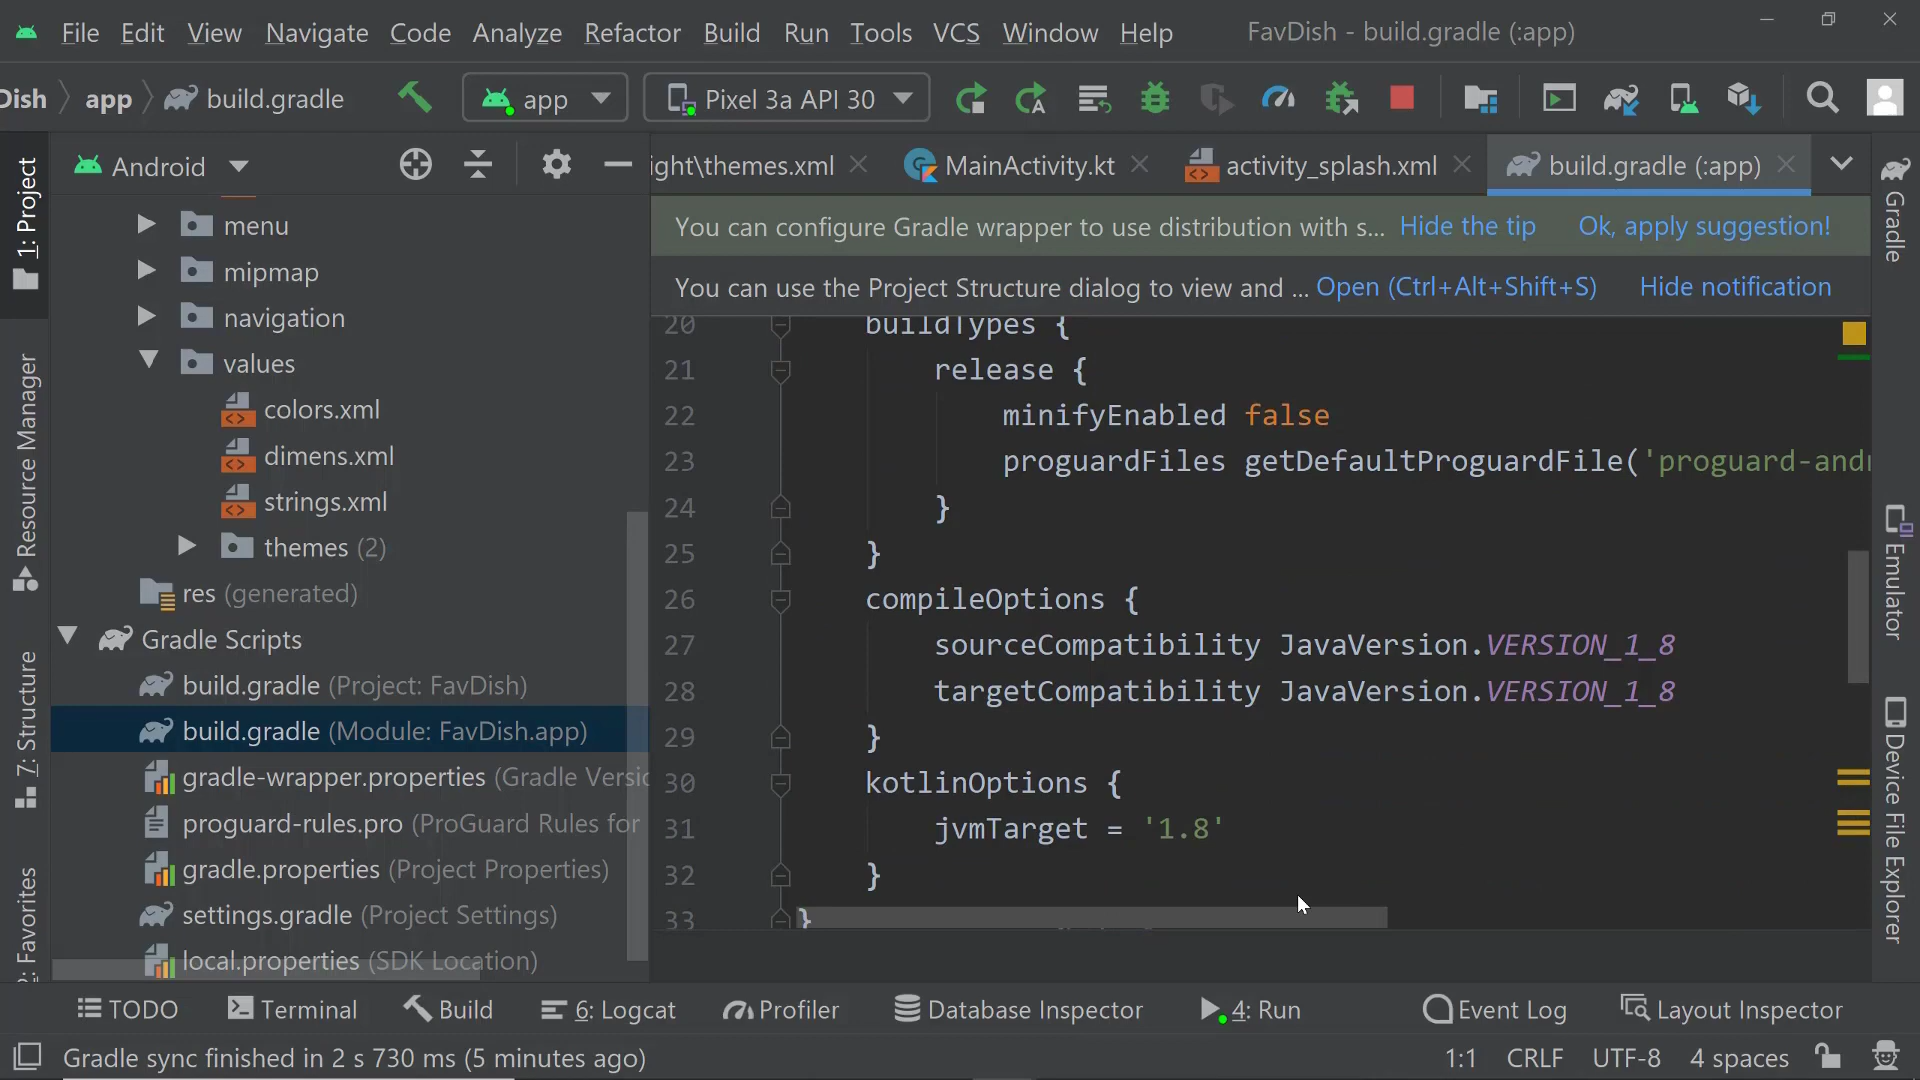 File Edit View Navigate Code Analyze Refactor Build Run Tools VCS Window Help FavDish - build.gradle (:app)
Dish app build.gradle app Pixel 3a API 30
1: Project
Resource Manager
7: Structure
2: Favorites
Android
menu
mipmap
navigation
values
colors.xml
dimens.xml
strings.xml
themes (2)
res (generated)
Gradle Scripts
build.gradle (Project: FavDish)
build.gradle (Module: FavDish.app)
gradle-wrapper.properties (Gradle Versio
proguard-rules.pro (ProGuard Rules for
gradle.properties (Project Properties)
settings.gradle (Project Settings)
local.properties (SDK Location)
ight\themes.xml MainActivity.kt activity_splash.xml build.gradle (:app)
You can configure Gradle wrapper to use distribution with s... Hide the tip Ok, apply suggestion!
You can use the Project Structure dialog to view and ... Open (Ctrl+Alt+Shift+S) Hide notification
20 buildTypes {
21 release {
22 minifyEnabled false
23 proguardFiles getDefaultProguardFile('proguard-andr
24 }
25 }
26 compileOptions {
27 sourceCompatibility JavaVersion.VERSION_1_8
28 targetCompatibility JavaVersion.VERSION_1_8
29 }
30 kotlinOptions {
31 jvmTarget = '1.8'
32 }
33 }
Gradle
Emulator
Device File Explorer
TODO Terminal Build 6: Logcat Profiler Database Inspector 4: Run Event Log Layout Inspector
Gradle sync finished in 2 s 730 ms (5 minutes ago) 1:1 CRLF UTF-8 4 spaces